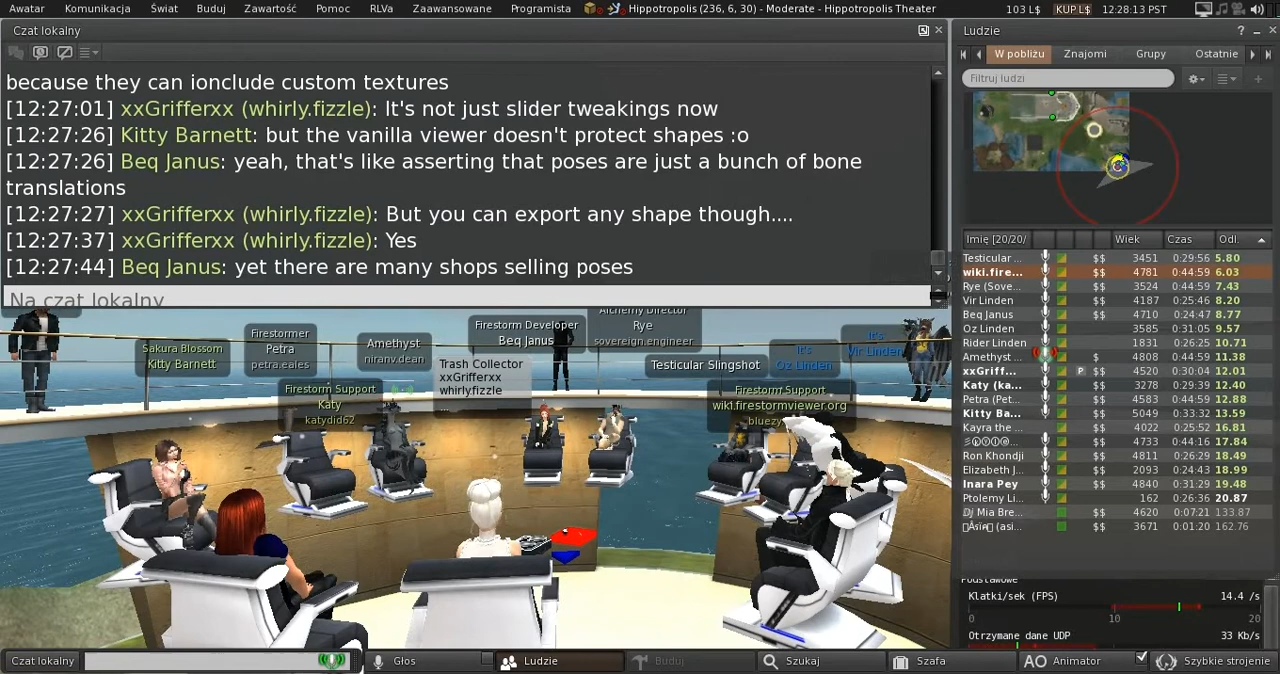 Awatar Komunikacja Świat Buduj Zawartość Pomoc RLVa Zaawansowane Programista Hippotropolis (236, 6, 30) - Moderate - Hippotropolis Theater 103 L$ KUP L$ 12:28:13 PST
Czat lokalny
because they can ionclude custom textures
[12:27:01] xxGrifferxx (whirly.fizzle): It's not just slider tweakings now
[12:27:26] Kitty Barnett: but the vanilla viewer doesn't protect shapes :o
[12:27:26] Beq Janus: yeah, that's like asserting that poses are just a bunch of bone
translations
[12:27:27] xxGrifferxx (whirly.fizzle): But you can export any shape though....
[12:27:37] xxGrifferxx (whirly.fizzle): Yes
[12:27:44] Beq Janus: yet there are many shops selling poses
Na czat lokalny
Sakura Blossom
Kitty Barnett
Firestormer
Petra
petra.eales
Amethyst
niranv.dean
Firestorm Developer
Beq Janus
Alchemy Director
Rye
sovereign.engineer
Trash Collector
xxGrifferxx
whirly.fizzle
...
Testicular Slingshot
It's
Oz Linden
It's
Vir Linden
Firestorm Support
Katy
katydid62
Firestorm Support
wiki.firestormviewer.org
Ludzie
? _ ×
W pobliżu Znajomi Grupy Ostatnie
Filtruj ludzi
Imię [20/20/ Wiek Czas Odl.
Testicular ... $$ 3451 0:29:56 5.80
wiki.fire... $$ 4781 0:44:59 6.03
Rye (Sove... $$ 3524 0:44:59 7.43
Vir Linden $$ 4187 0:25:46 8.20
Beq Janus $$ 4710 0:24:47 8.77
Oz Linden 3585 0:31:05 9.57
Rider Linden 1831 0:26:25 10.71
Amethyst ... $ 4808 0:44:59 11.38
xxGriff... P $$ 4520 0:30:04 12.01
Katy (ka... $$ 3278 0:29:39 12.40
Petra (Pet... $$ 4583 0:44:59 12.88
Kitty Ba... $$ 5049 0:33:32 13.59
Kayra the ... $$ 4022 0:25:52 16.81
$$ 4733 0:44:16 17.84
Ron Khondji $$ 4811 0:26:29 18.49
Elizabeth J... $$ 2093 0:24:43 18.99
Inara Pey $$ 4840 0:31:29 19.48
Ptolemy Li... 162 0:26:36 20.87
Dj Mia Bre... $$ 4620 0:07:21 133.87
(asi... $$ 3671 0:01:20 162.76
Podstawowe
Klatki/sek (FPS) 14.4 /s
0 10 20
Otrzymane dane UDP 33 Kb/s
Czat lokalny Głos Ludzie Buduj Szukaj Szafa AO Animator Szybkie strojenie